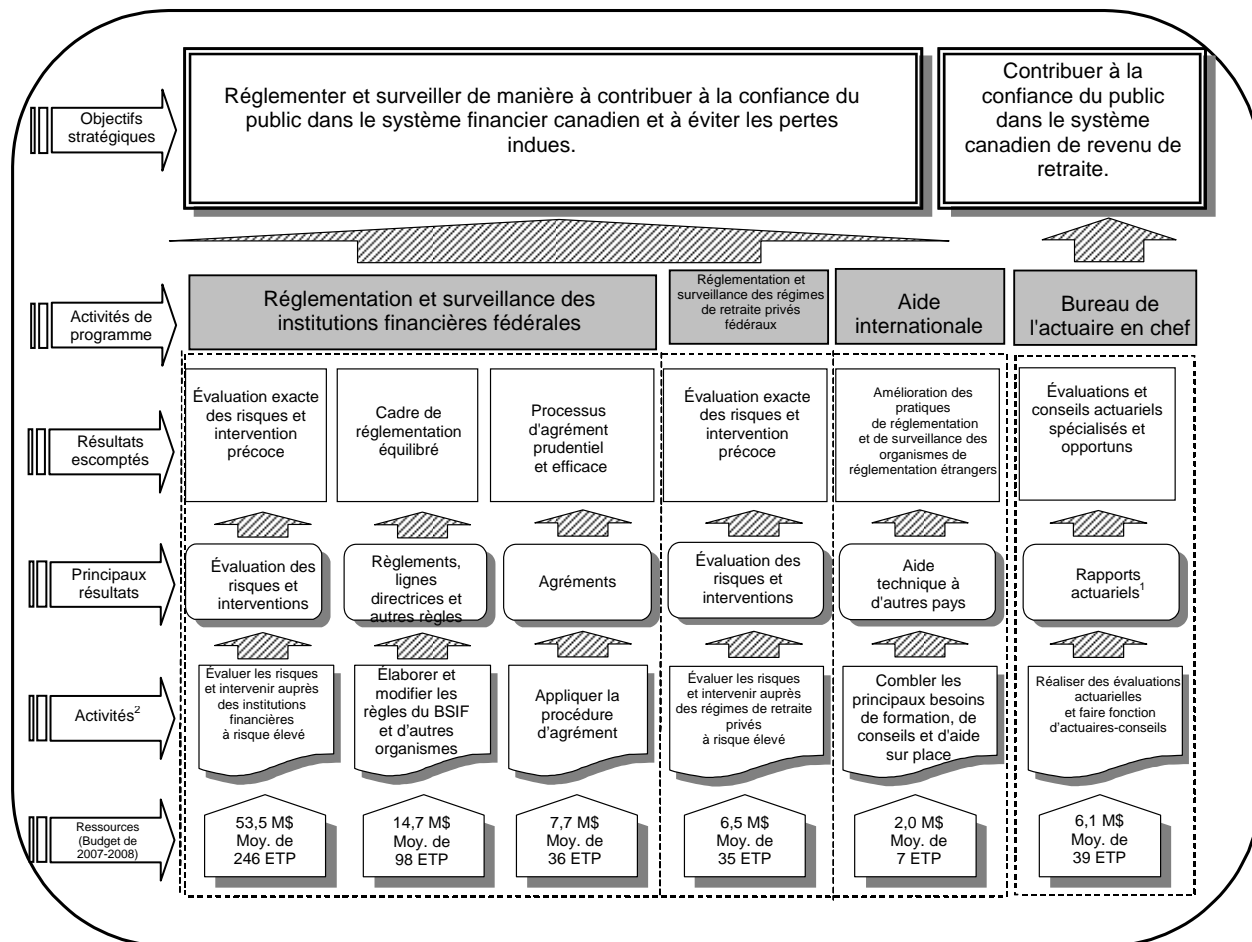 Objectifs
stratégiques
Réglementer et surveiller de manière à contribuer à la confiance du
public dans le système financier canadien et à éviter les pertes
indues.
Contribuer à la
confiance du public
dans le système
canadien de revenu de
retraite.
Activités de
programme
Réglementation et surveillance des
institutions financières fédérales
Réglementation et
surveillance des régimes
de retraite privés
fédéraux
Aide
internationale
Bureau de
l'actuaire en chef
Résultats
escomptés
Évaluation exacte
des risques et
intervention
précoce
Cadre de
réglementation
équilibré
Processus
d'agrément
prudentiel
et efficace
Évaluation exacte
des risques et
intervention
précoce
Amélioration des
pratiques
de réglementation
et de surveillance des
organismes de
réglementation étrangers
Évaluations et
conseils actuariels
spécialisés et
opportuns
Principaux
résultats
Évaluation des
risques et
interventions
Règlements,
lignes
directrices et
autres règles
Agréments
Évaluation des
risques et
interventions
Aide
technique à
d'autres pays
Rapports
actuariels¹
Activités²
Évaluer les risques
et intervenir auprès
des institutions
financières
à risque élevé
Élaborer et
modifier les
règles du BSIF
et d'autres
organismes
Appliquer la
procédure
d’agrément
Évaluer les risques
et intervenir auprès
des régimes de retraite
privés
à risque élevé
Combler les
principaux besoins
de formation, de
conseils et d'aide
sur place
Réaliser des évaluations
actuarielles
et faire fonction
d'actuaires-conseils
Ressources
(Budget de
2007-2008)
53,5 M$
Moy. de
246 ETP
14,7 M$
Moy. de
98 ETP
7,7 M$
Moy. de
36 ETP
6,5 M$
Moy. de
35 ETP
2,0 M$
Moy. de
7 ETP
6,1 M$
Moy. de
39 ETP